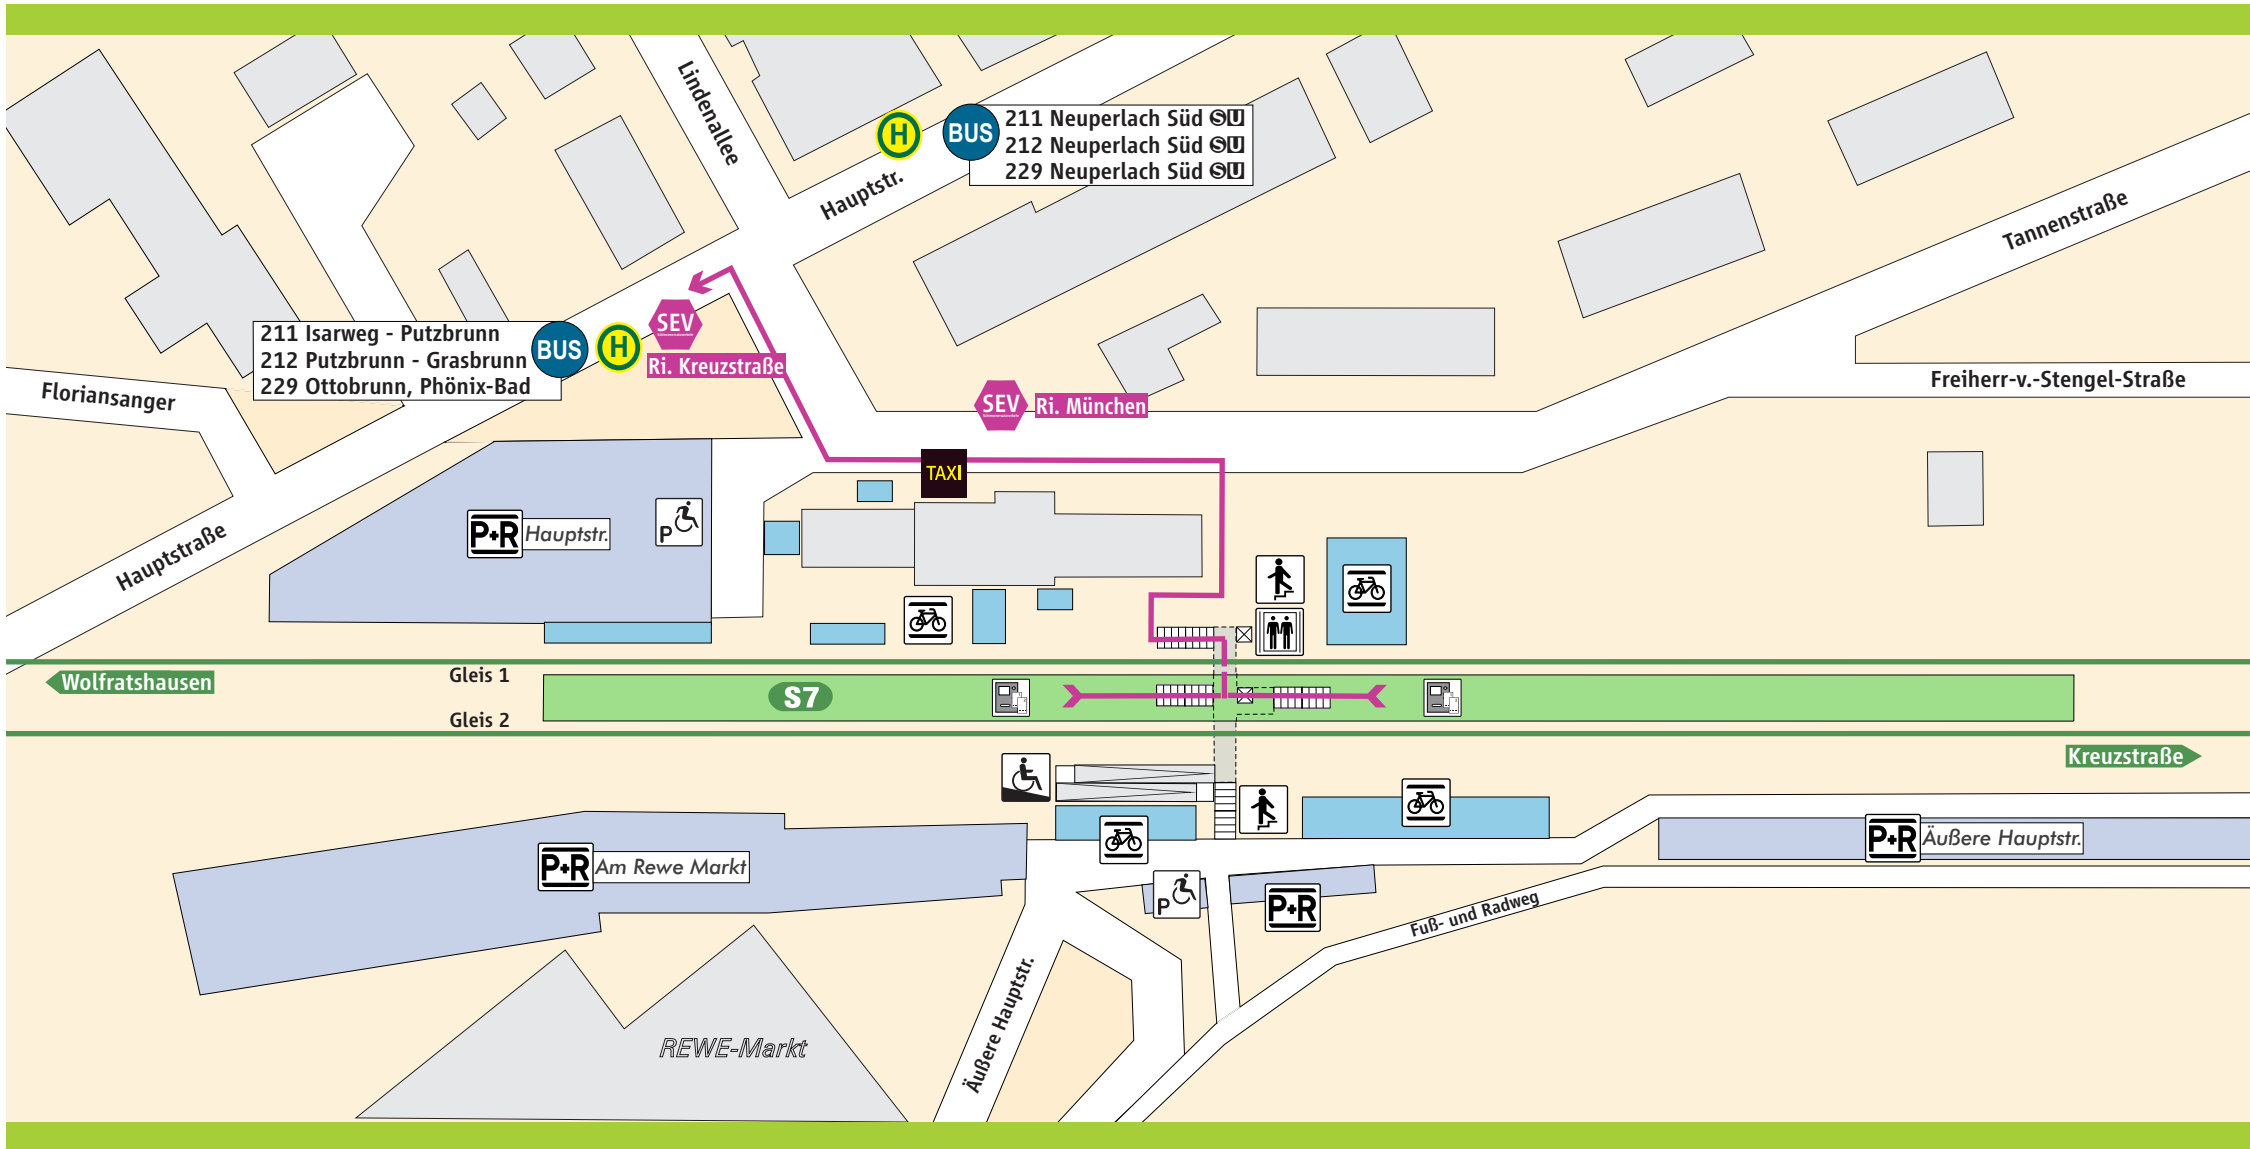 Lindenallee
H
BUS
211 Neuperlach Süd S U
212 Neuperlach Süd S U
229 Neuperlach Süd S U
Hauptstr.
Tannenstraße
211 Isarweg - Putzbrunn
212 Putzbrunn - Grasbrunn
229 Ottobrunn, Phönix-Bad
BUS
H
SEV
Ri. Kreuzstraße
Floriansanger
SEV
Ri. München
Freiherr-v.-Stengel-Straße
TAXI
P+R Hauptstr.
P
Hauptstraße
Wolfratshausen
Gleis 1
S7
Gleis 2
Kreuzstraße
P+R Am Rewe Markt
P+R Äußere Hauptstr.
P
P+R
Fuß- und Radweg
Äußere Hauptstr.
REWE-Markt